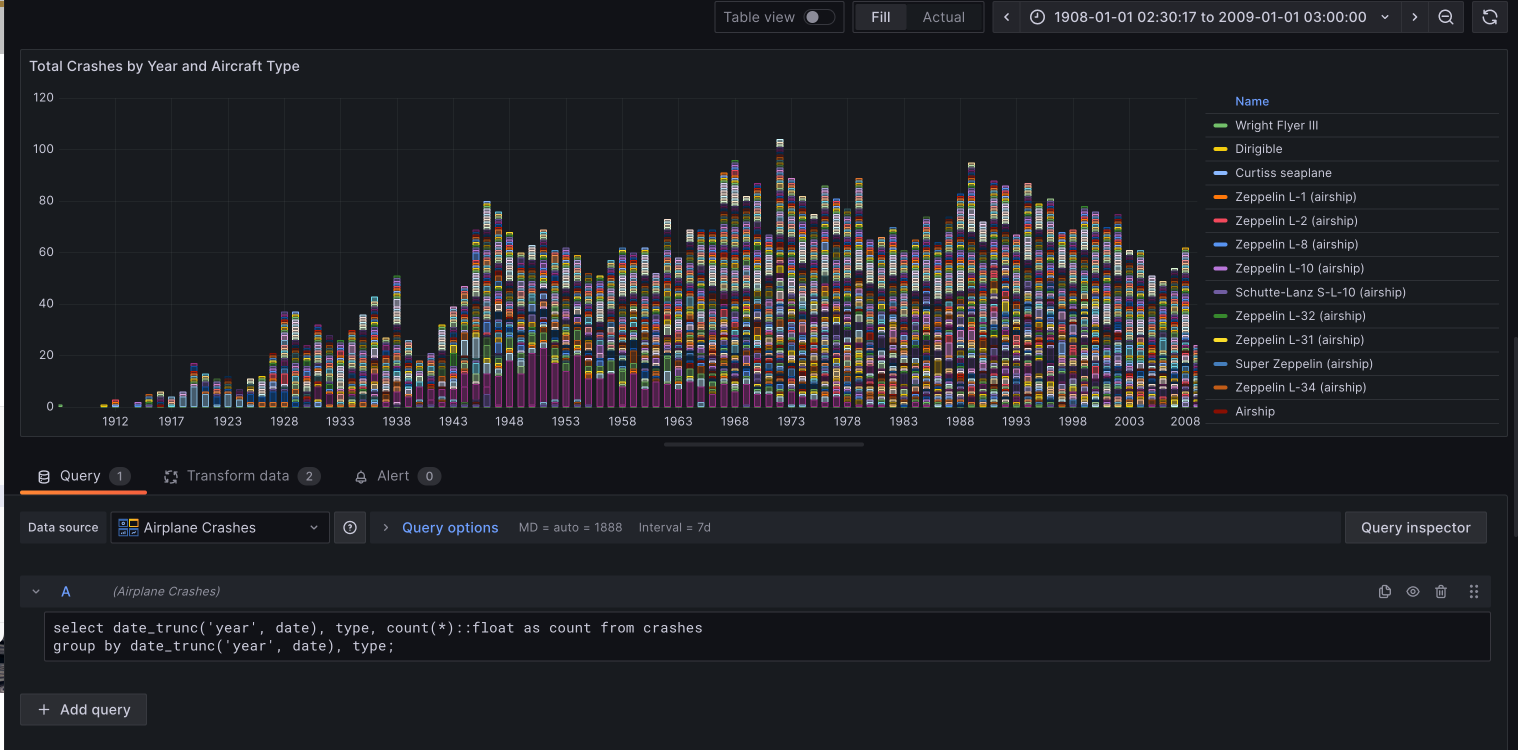 Table view Fill Actual 1908-01-01 02:30:17 to 2009-01-01 03:00:00
Total Crashes by Year and Aircraft Type
120
100
80
60
40
20
0
1912 1917 1923 1928 1933 1938 1943 1948 1953 1958 1963 1968 1973 1978 1983 1988 1993 1998 2003 2008
Name
Wright Flyer III
Dirigible
Curtiss seaplane
Zeppelin L-1 (airship)
Zeppelin L-2 (airship)
Zeppelin L-8 (airship)
Zeppelin L-10 (airship)
Schutte-Lanz S-L-10 (airship)
Zeppelin L-32 (airship)
Zeppelin L-31 (airship)
Super Zeppelin (airship)
Zeppelin L-34 (airship)
Airship
Query 1 Transform data 2 Alert 0
Data source Airplane Crashes Query options MD = auto = 1888 Interval = 7d Query inspector
A (Airplane Crashes)
select date_trunc('year', date), type, count(*)::float as count from crashes
group by date_trunc('year', date), type;
+ Add query